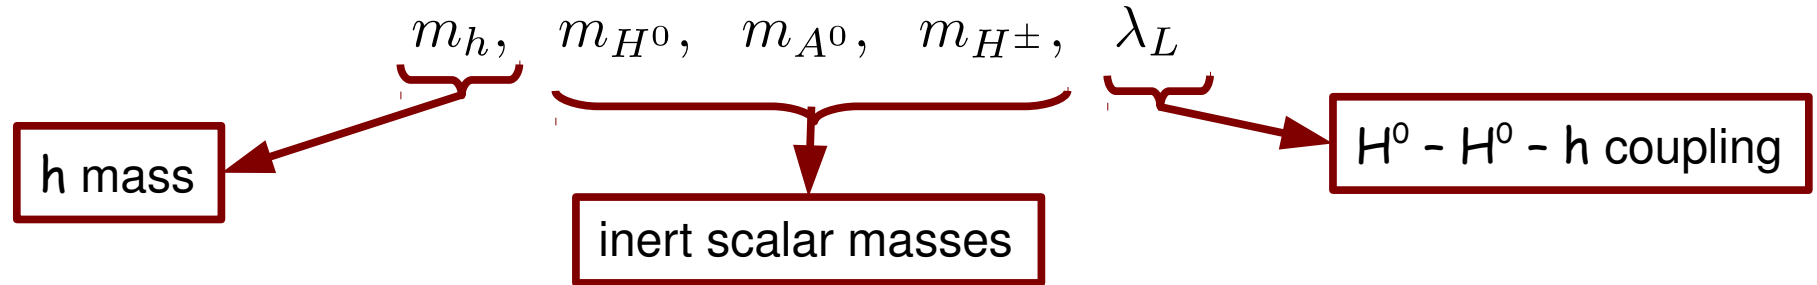 m_h, m_{H^0}, m_{A^0}, m_{H^±}, λ_L
h mass
H⁰ - H⁰ - h coupling
inert scalar masses